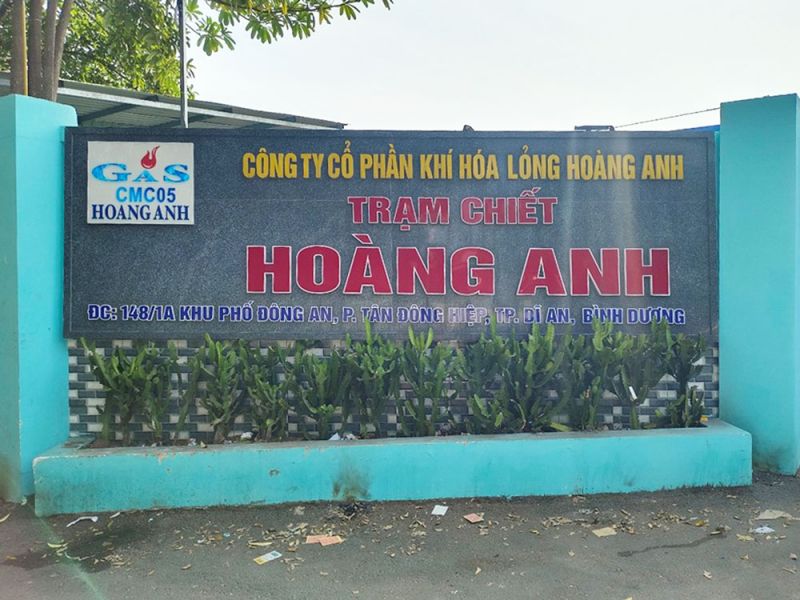 GAS
CMC05
HOANG ANH
CÔNG TY CỔ PHẦN KHÍ HÓA LỎNG HOÀNG ANH
TRẠM CHIẾT
HOÀNG ANH
ĐC: 148/1A KHU PHỐ ĐÔNG AN, P. TÂN ĐÔNG HIỆP, TP. DĨ AN, BÌNH DƯƠNG